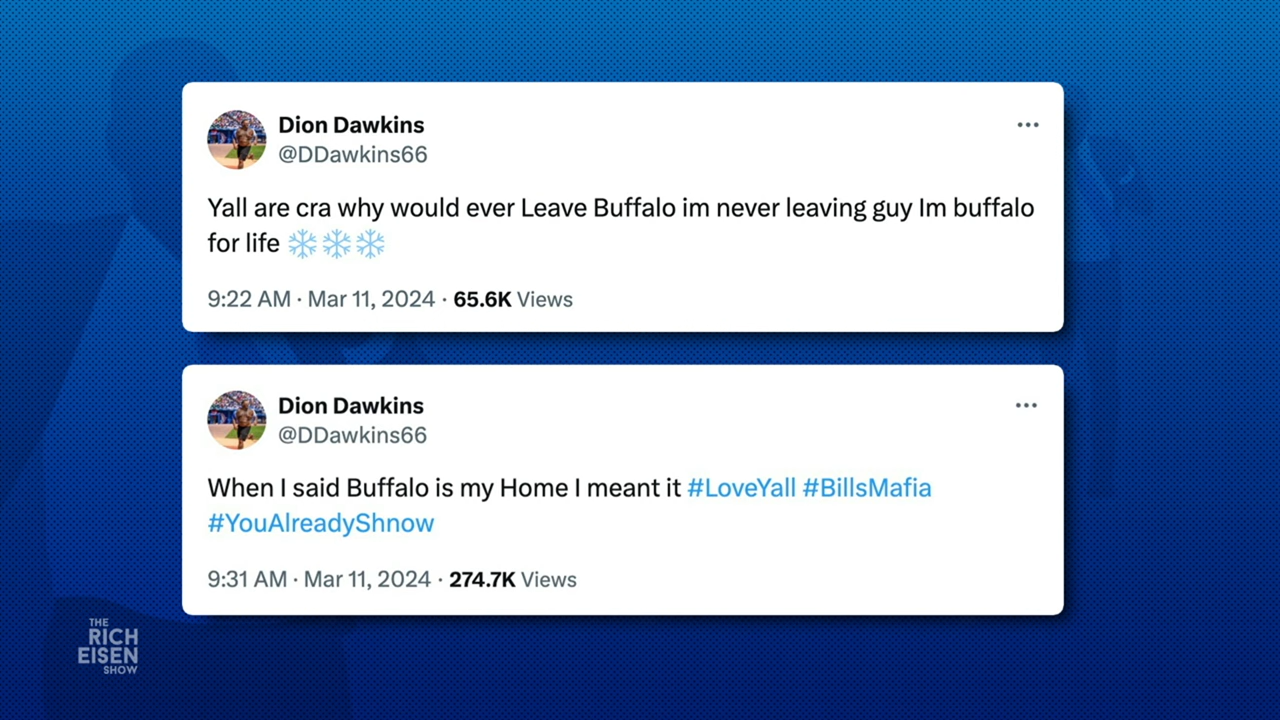 Dion Dawkins
@DDawkins66
Yall are cra why would ever Leave Buffalo im never leaving guy Im buffalo
for life ❄️❄️❄️
9:22 AM · Mar 11, 2024 · 65.6K Views
Dion Dawkins
@DDawkins66
When I said Buffalo is my Home I meant it #LoveYall #BillsMafia
#YouAlreadyShnow
9:31 AM · Mar 11, 2024 · 274.7K Views
THE
RICH
EISEN
SHOW